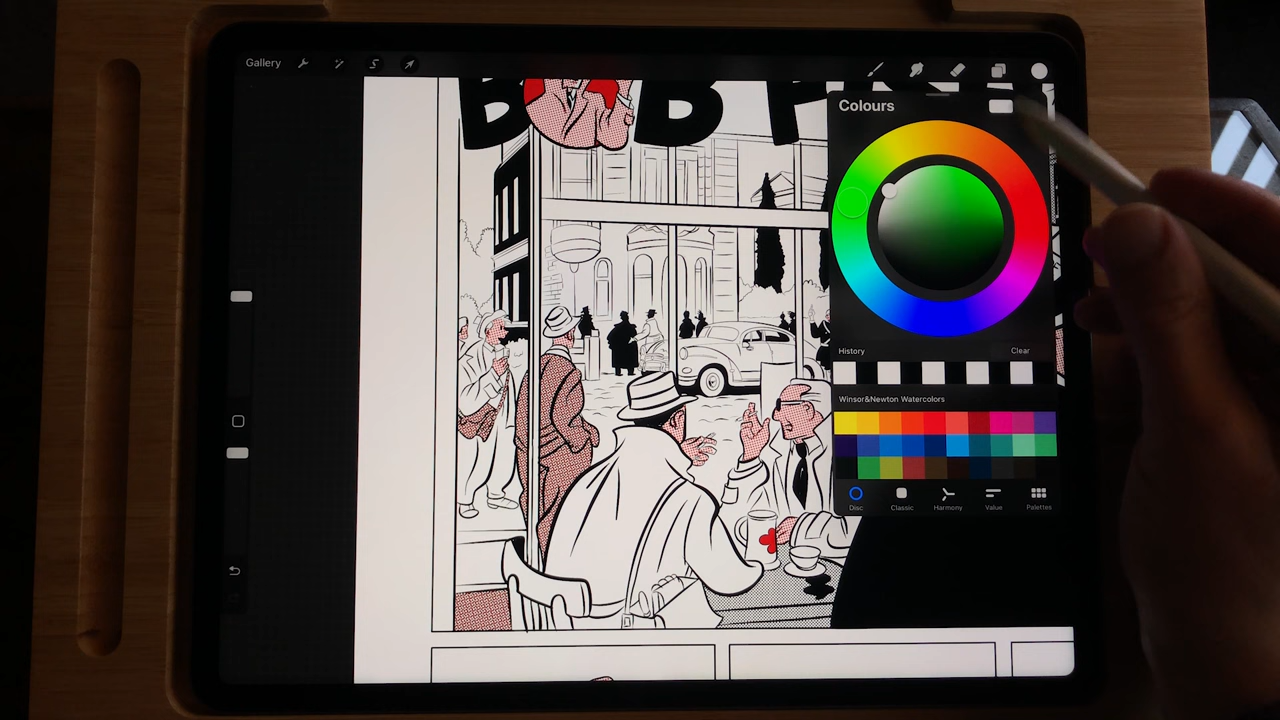 Gallery
Colours
History Clear
Winsor&Newton Watercolors
Disc Classic Harmony Value Palettes